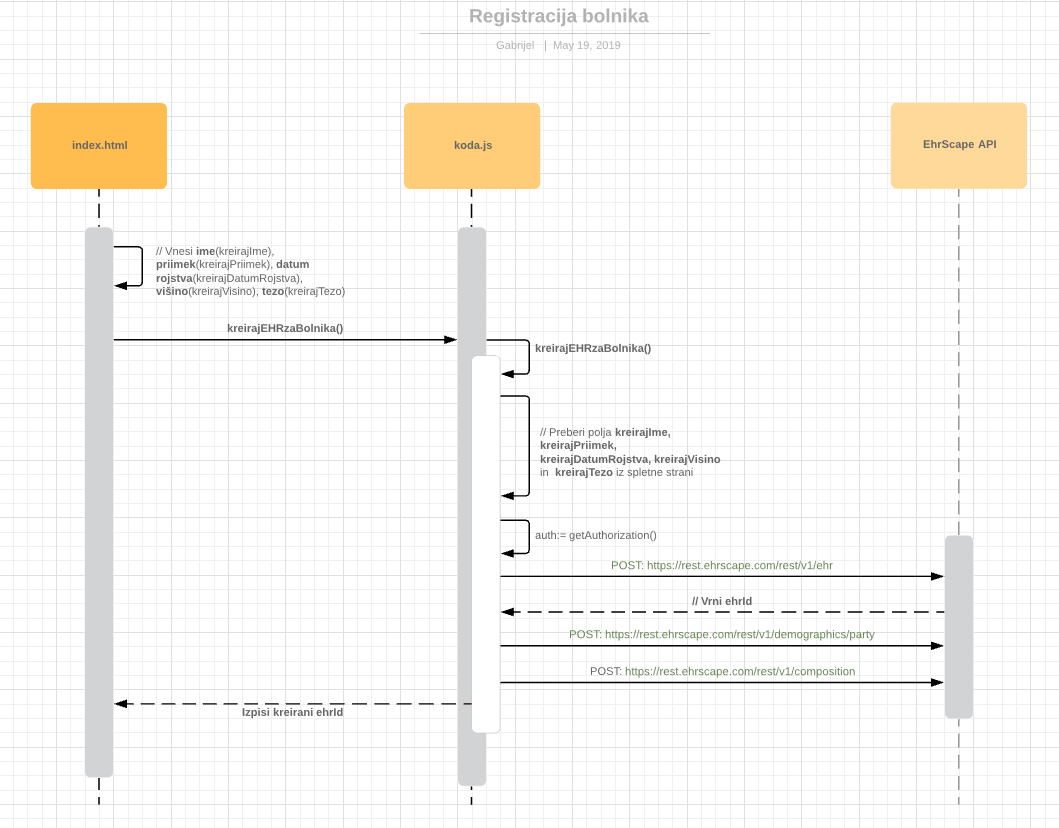 Registracija bolnika
Gabrijel | May 19, 2019
index.html
koda.js
EhrScape API
// Vnesi ime(kreirajIme),
priimek(kreirajPriimek), datum
rojstva(kreirajDatumRojstva),
višino(kreirajVisino), tezo(kreirajTezo)
kreirajEHRzaBolnika()
kreirajEHRzaBolnika()
// Preberi polja kreirajIme,
kreirajPriimek,
kreirajDatumRojstva, kreirajVisino
in kreirajTezo iz spletne strani
auth:= getAuthorization()
POST: https://rest.ehrscape.com/rest/v1/ehr
// Vrni ehrId
POST: https://rest.ehrscape.com/rest/v1/demographics/party
POST: https://rest.ehrscape.com/rest/v1/composition
Izpisi kreirani ehrId